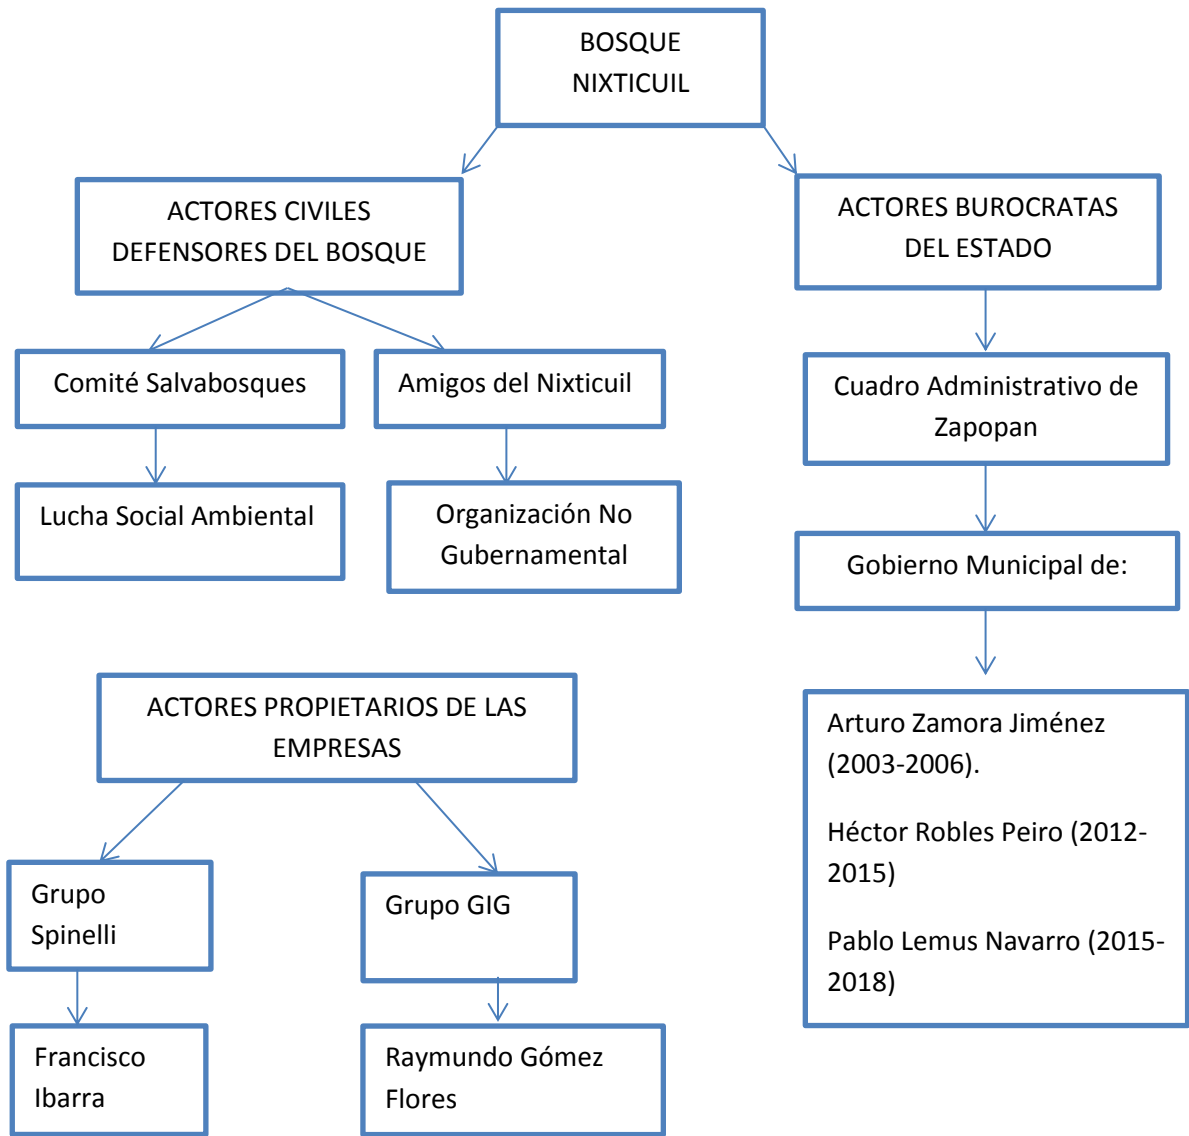 BOSQUE
NIXTICUIL
ACTORES CIVILES
DEFENSORES DEL BOSQUE
ACTORES BUROCRATAS
DEL ESTADO
Comité Salvabosques
Amigos del Nixticuil
Cuadro Administrativo de
Zapopan
Lucha Social Ambiental
Organización No
Gubernamental
Gobierno Municipal de:
ACTORES PROPIETARIOS DE LAS
EMPRESAS
Arturo Zamora Jiménez
(2003-2006).
Héctor Robles Peiro (2012-
2015)
Pablo Lemus Navarro (2015-
2018)
Grupo
Spinelli
Grupo GIG
Francisco
Ibarra
Raymundo Gómez
Flores